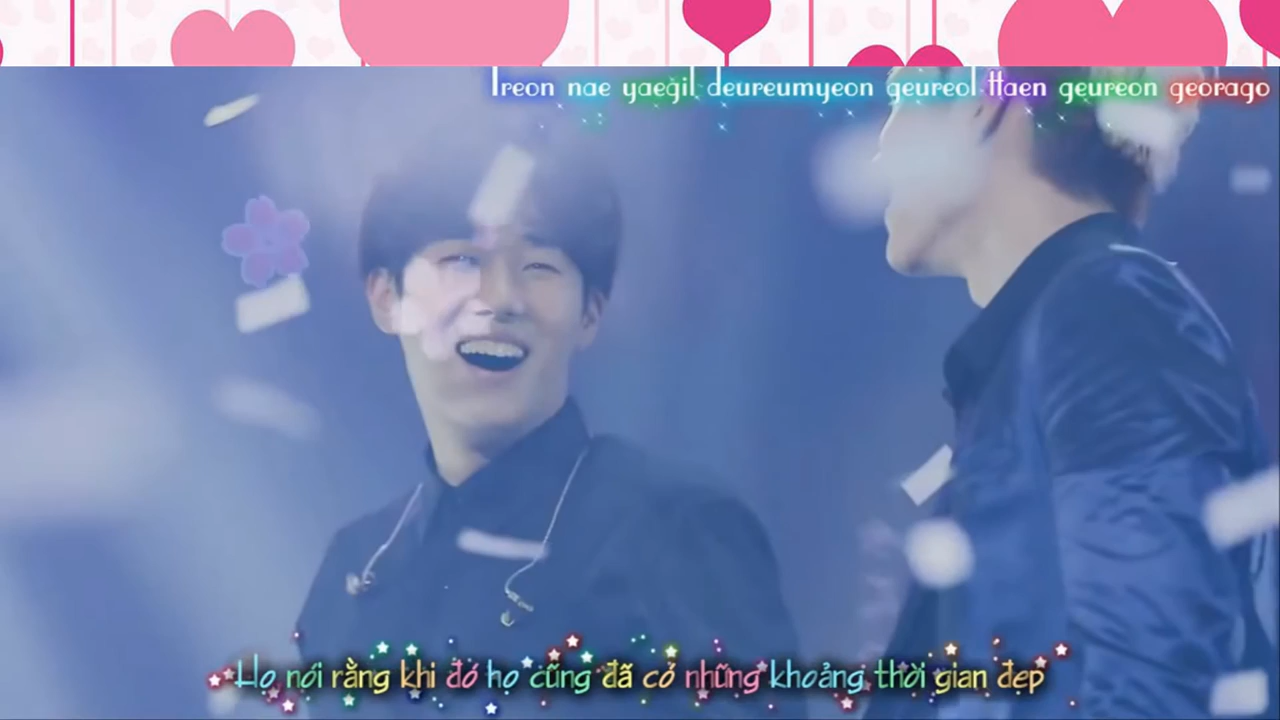 Ireon nae yaegil deureumyeon geureol ttaen geureon georago
Họ nói rằng khi đó họ cũng đã có những khoảng thời gian đẹp